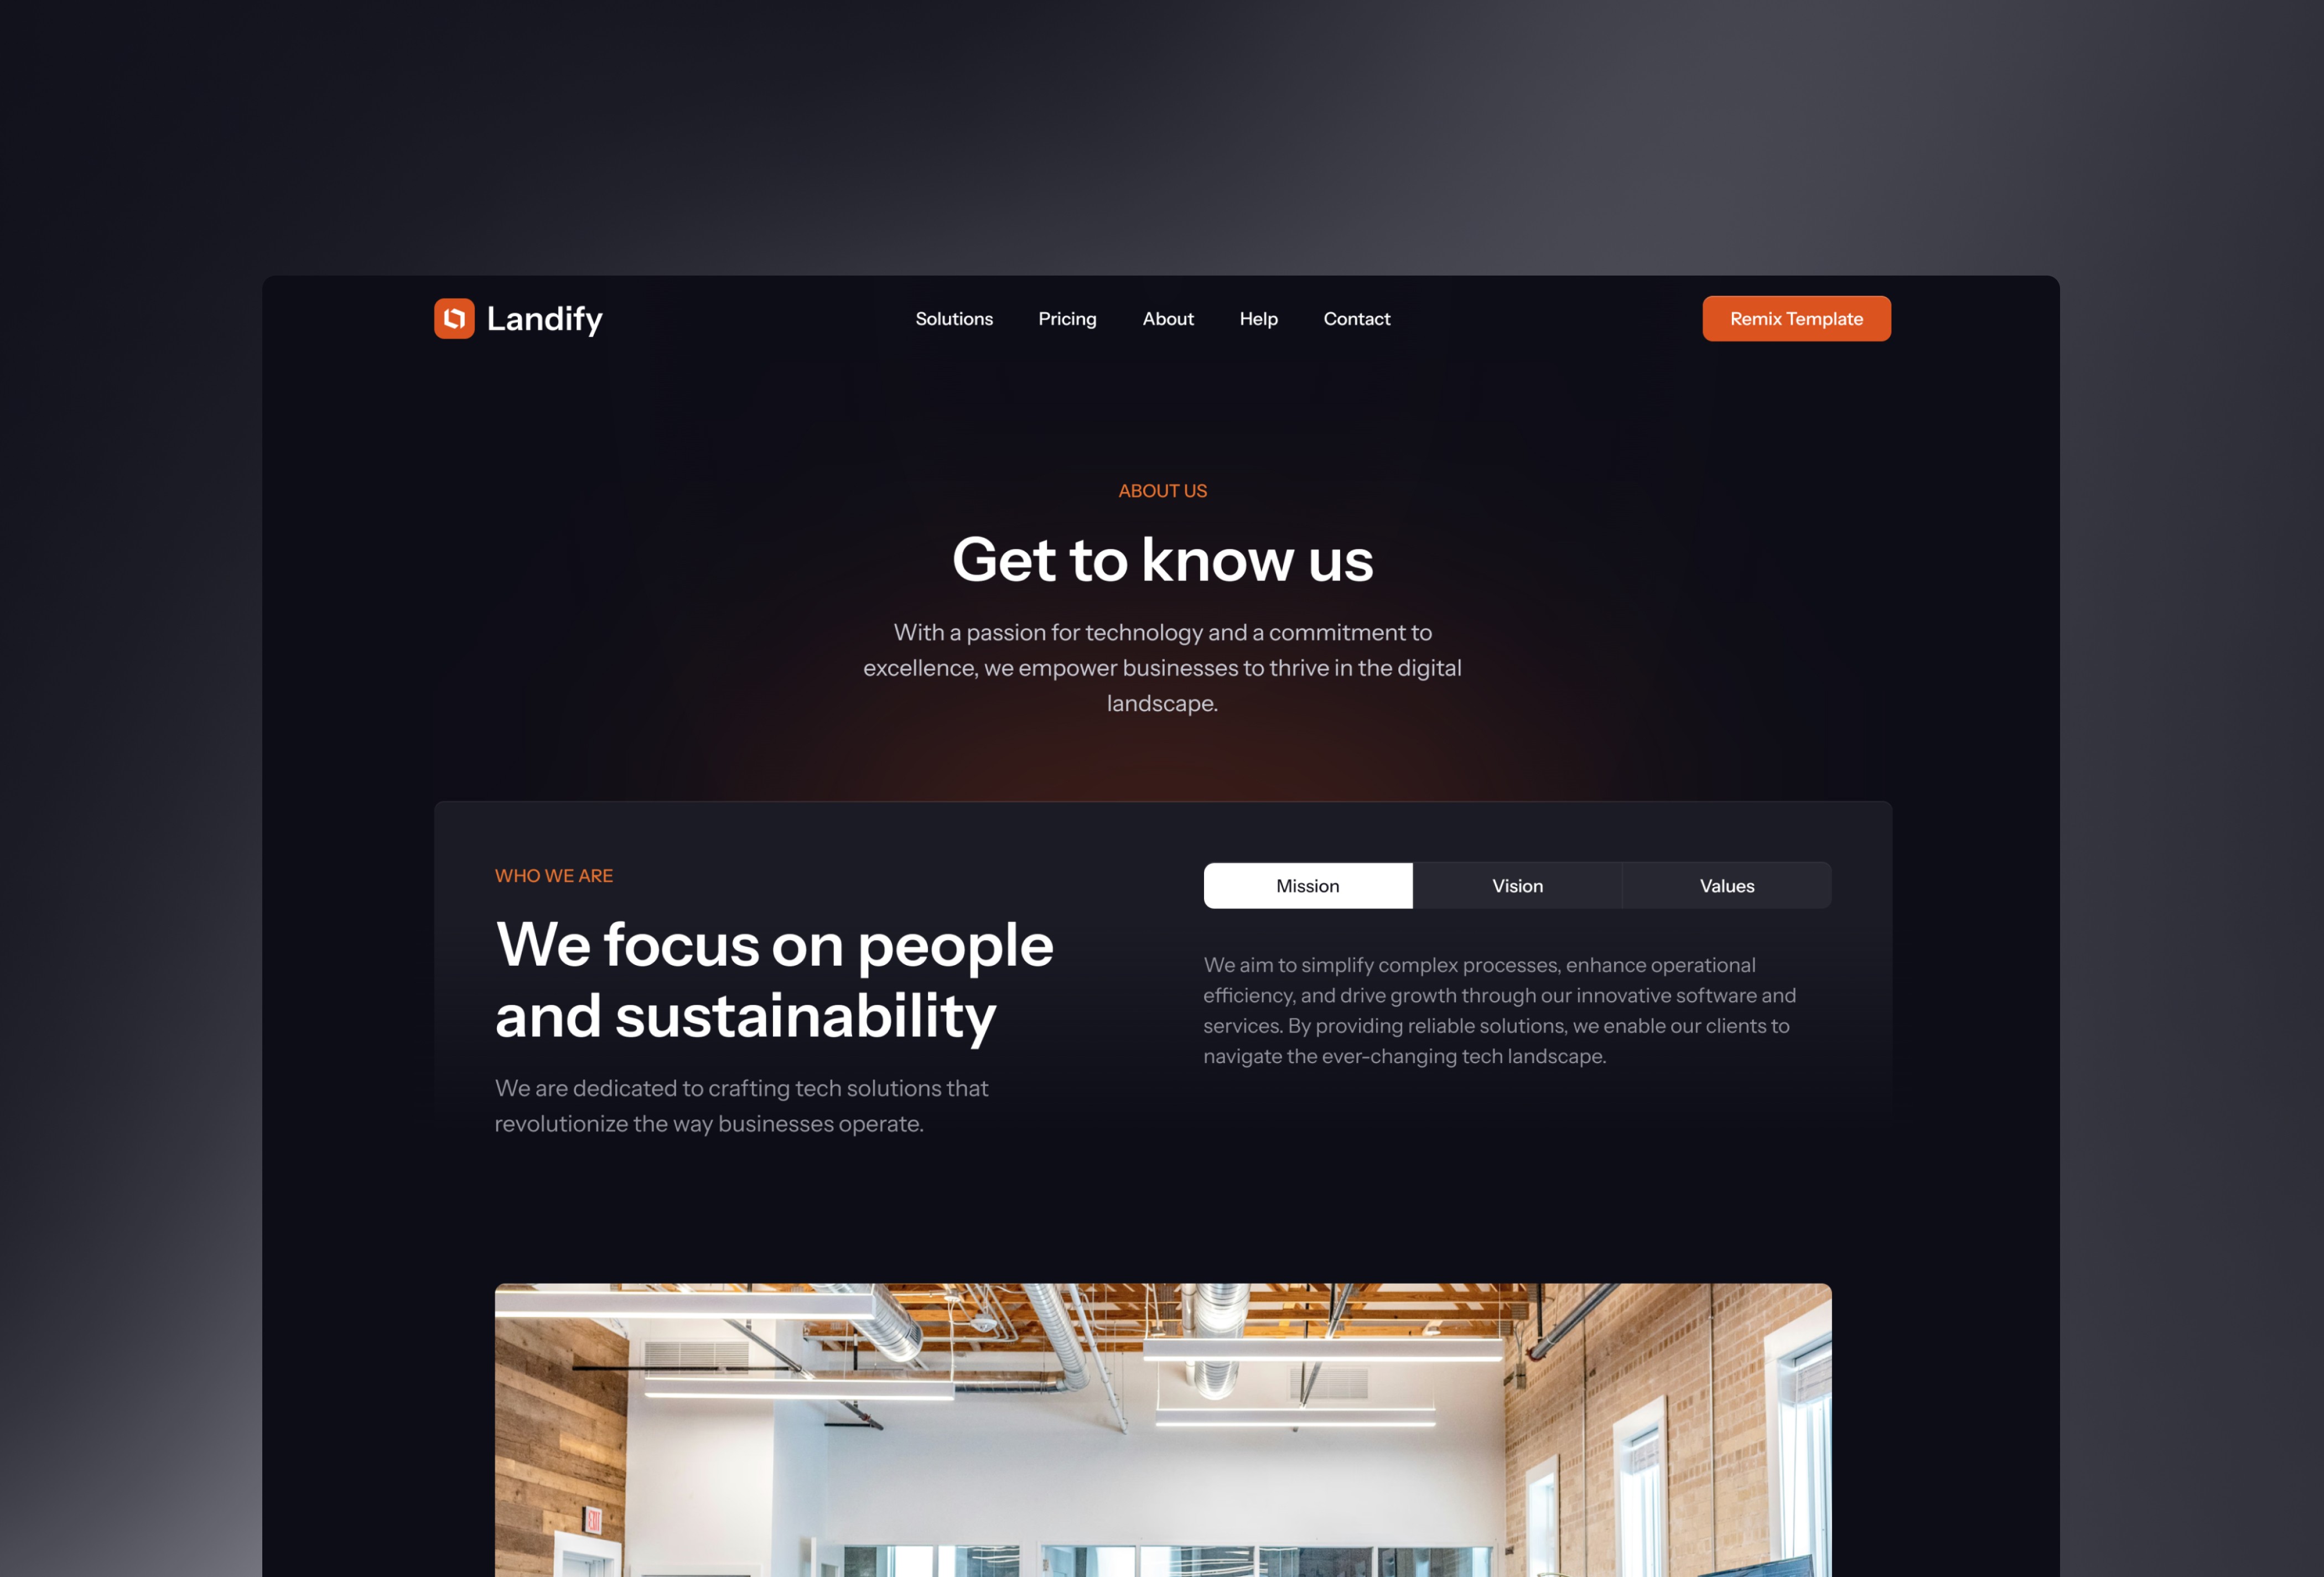 Landify
Solutions
Pricing
About
Help
Contact
Remix Template
ABOUT US
Get to know us
With a passion for technology and a commitment to
excellence, we empower businesses to thrive in the digital
landscape.
WHO WE ARE
We focus on people
and sustainability
We are dedicated to crafting tech solutions that
revolutionize the way businesses operate.
Mission
Vision
Values
We aim to simplify complex processes, enhance operational
efficiency, and drive growth through our innovative software and
services. By providing reliable solutions, we enable our clients to
navigate the ever-changing tech landscape.
EXIT